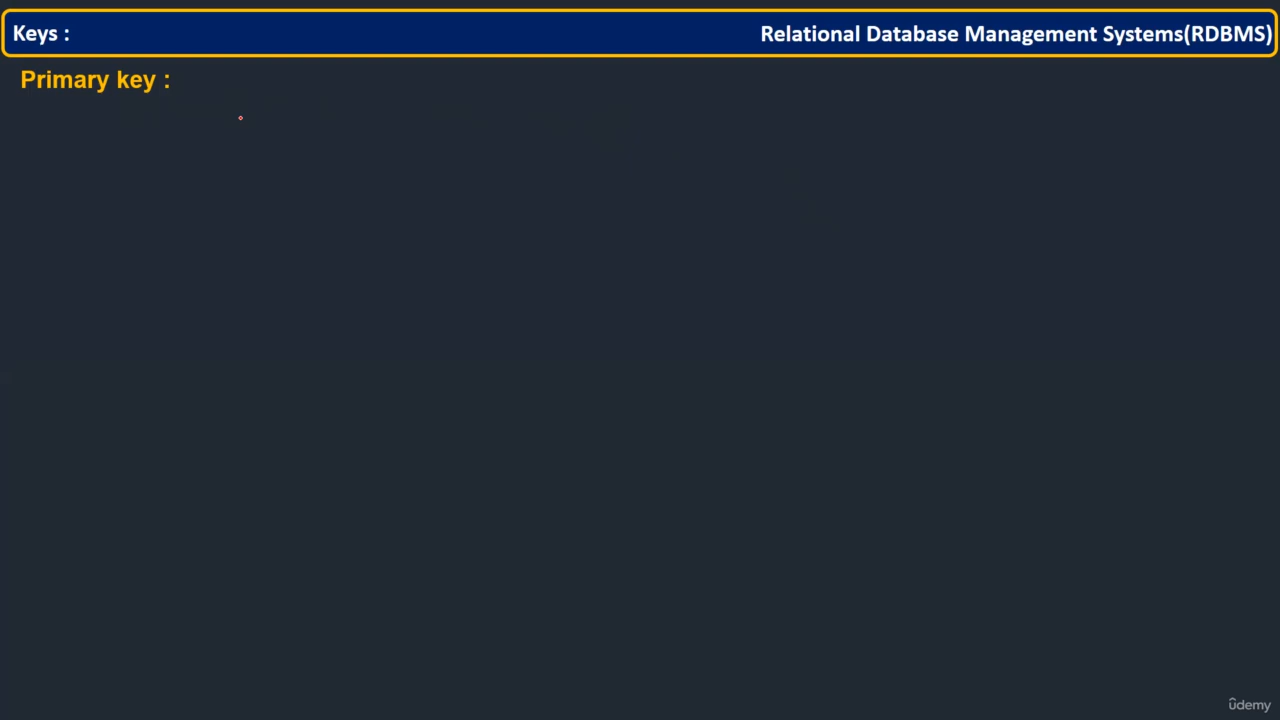 Keys :
Relational Database Management Systems(RDBMS)
Primary key :
ûdemy